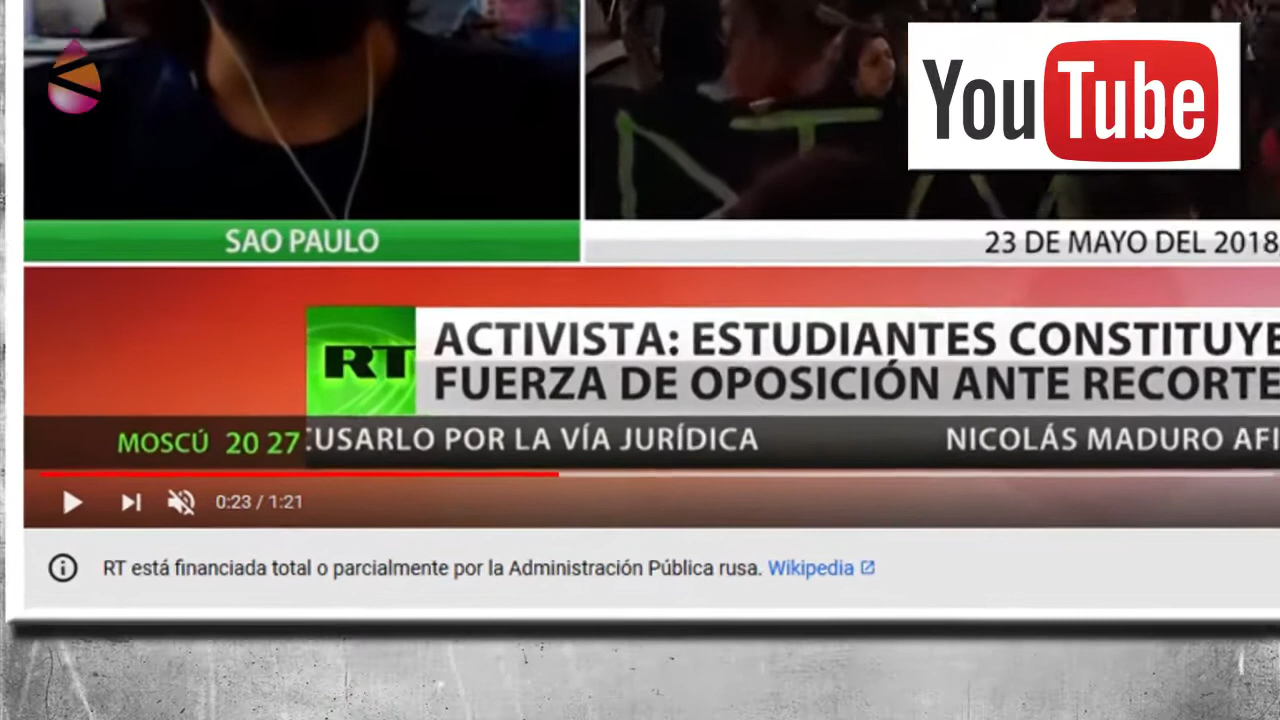 YouTube
SAO PAULO
23 DE MAYO DEL 2018
RT
ACTIVISTA: ESTUDIANTES CONSTITUYE
FUERZA DE OPOSICIÓN ANTE RECORTE
MOSCÚ 20 27
CUSARLO POR LA VÍA JURÍDICA
NICOLÁS MADURO AFI
0:23 / 1:21
RT está financiada total o parcialmente por la Administración Pública rusa. Wikipedia